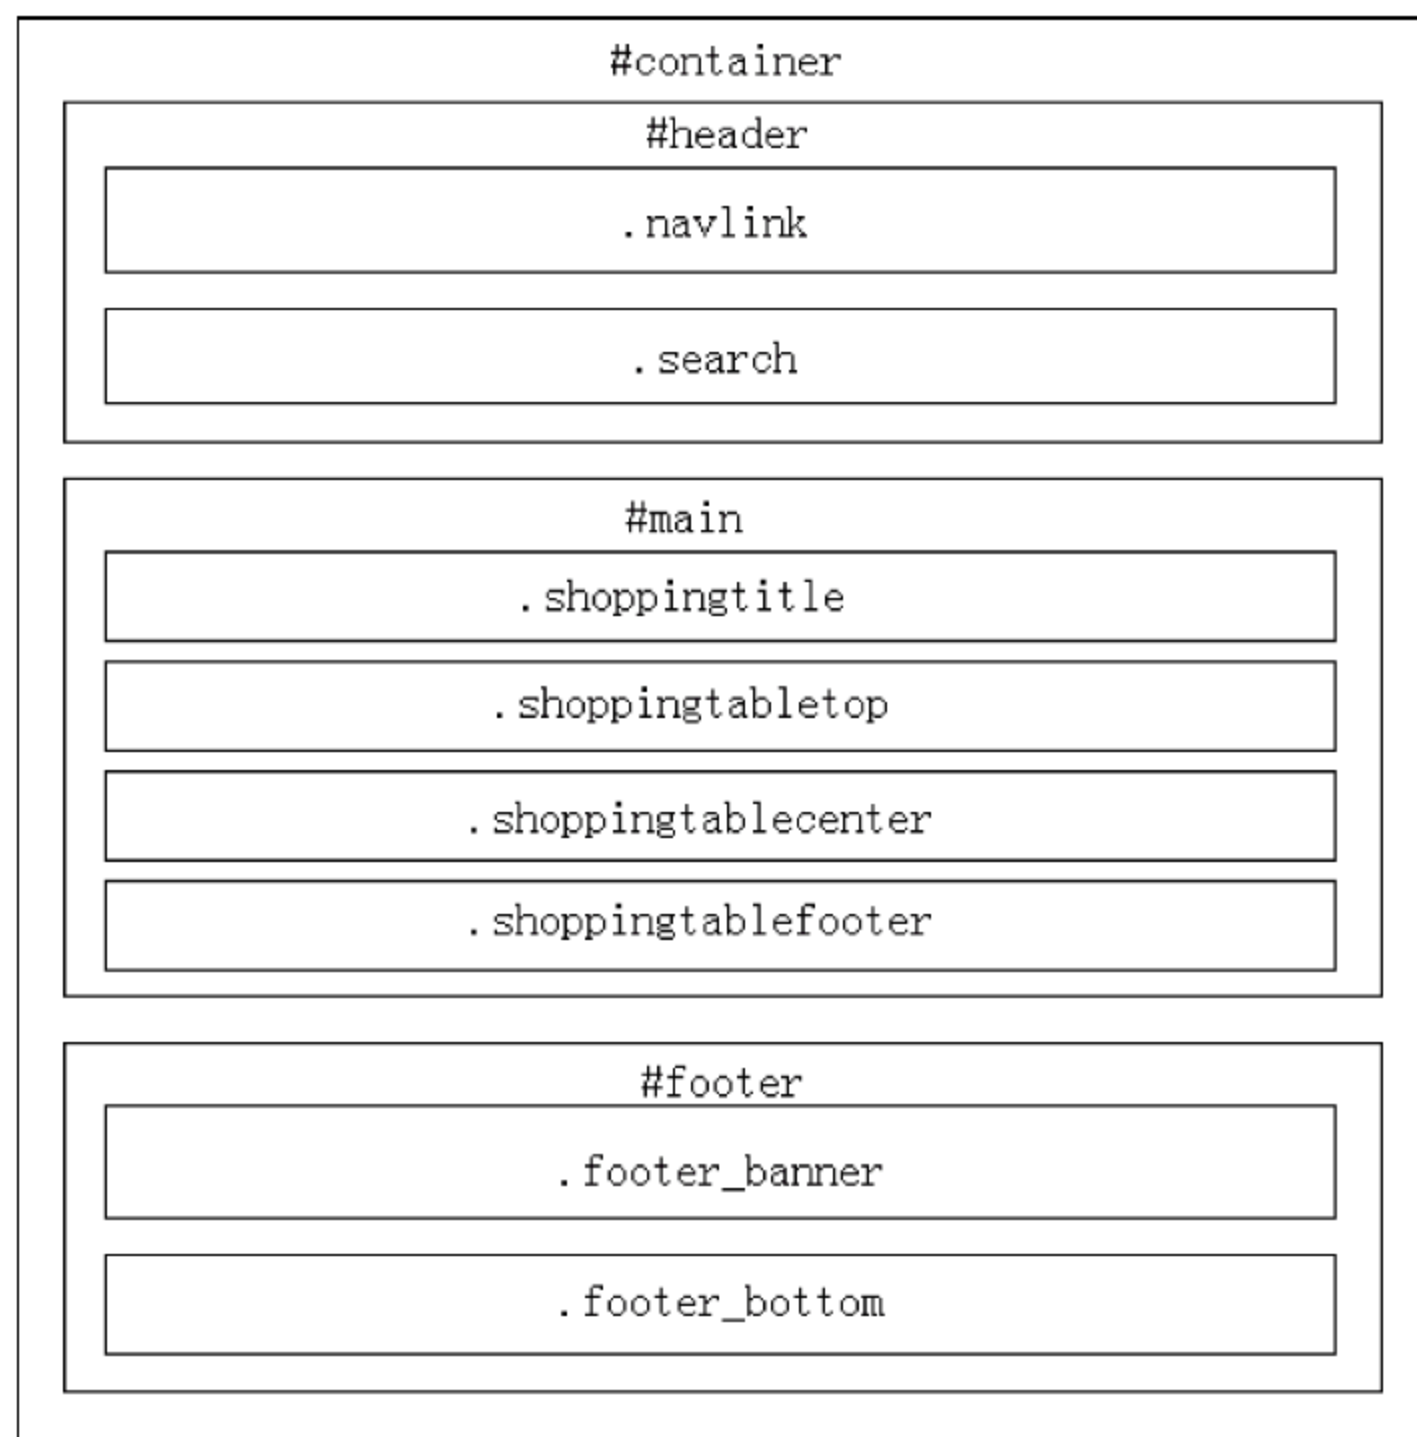 #container
#header
.navlink
.search
#main
.shoppingtitle
.shoppingtabletop
.shoppingtablecenter
.shoppingtablefooter
#footer
.footer_banner
.footer_bottom